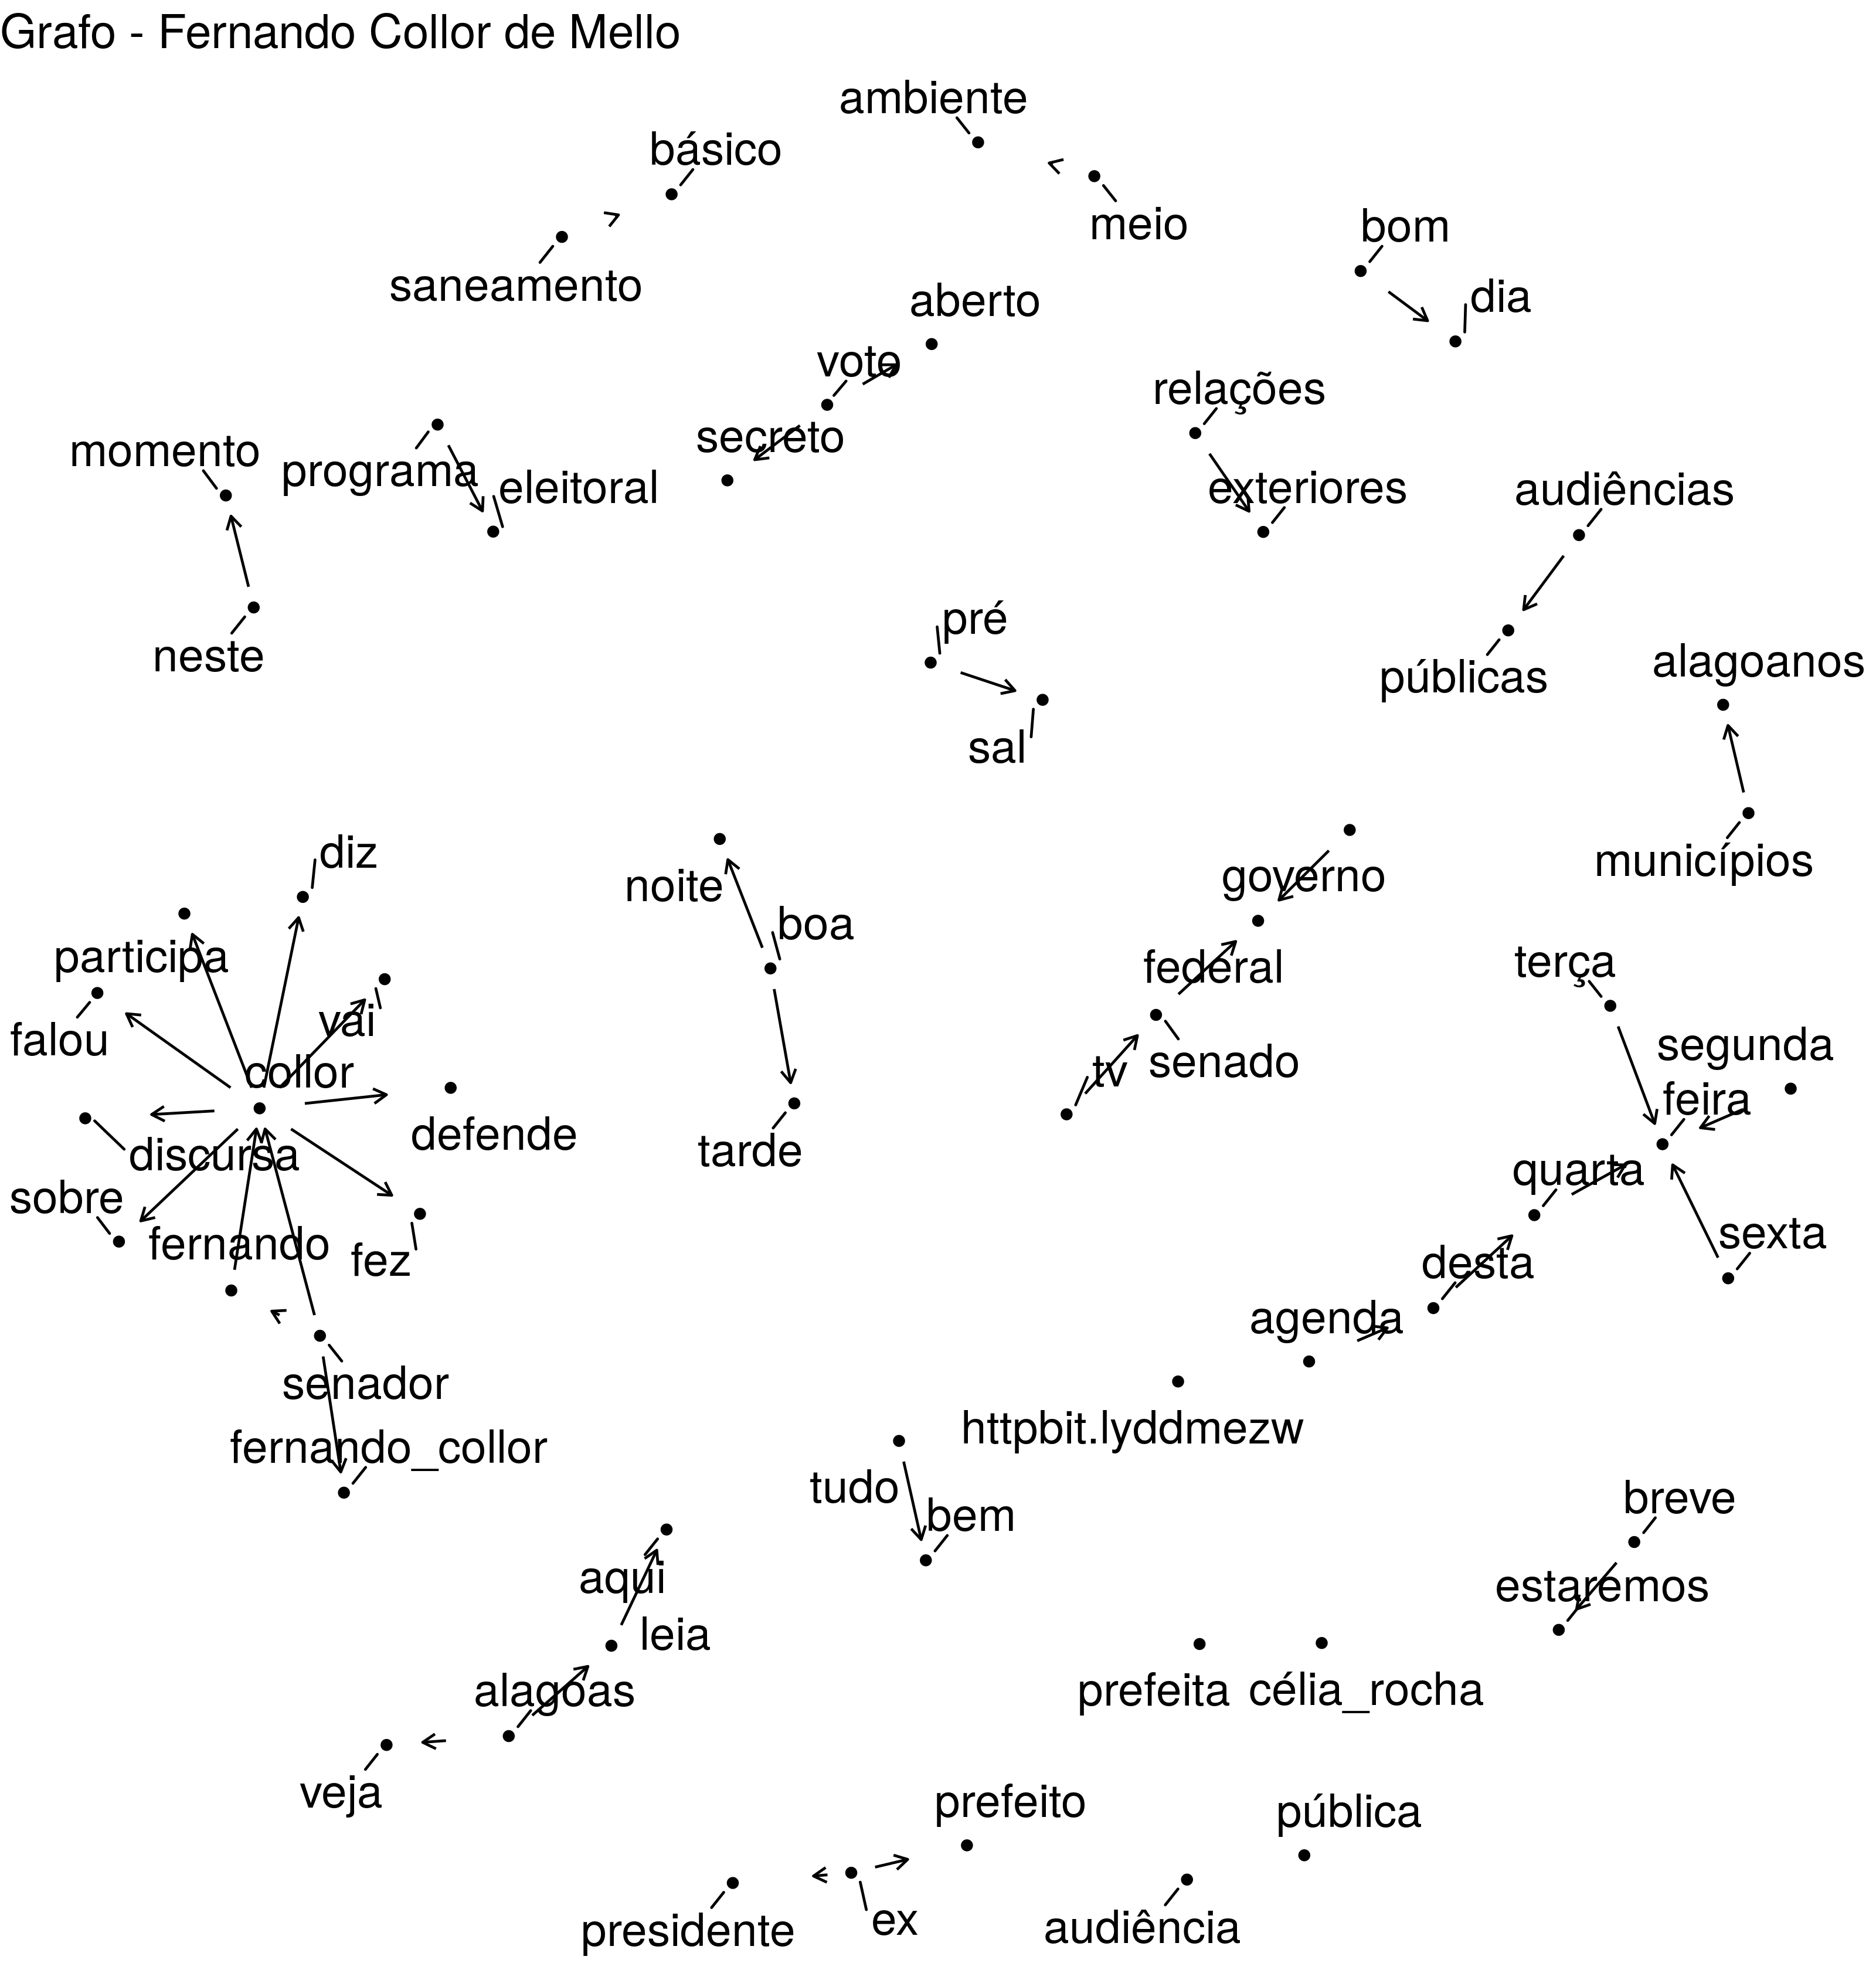 Grafo - Fernando Collor de Mello
ambiente
básico
meio
bom
saneamento
aberto
dia
vote
relações
secreto
momento
programa
eleitoral
exteriores
audiências
pré
neste
públicas
alagoanos
sal
diz
governo
municípios
noite
boa
participa
federal
terça
vai
falou
segunda
senado
tv
collor
feira
defende
tarde
discursa
quarta
sobre
fernando
fez
sexta
desta
agenda
senador
httpbit.lyddmezw
fernando_collor
tudo
bem
breve
aqui
estaremos
leia
alagoas
prefeita
célia_rocha
veja
prefeito
pública
ex
presidente
audiência